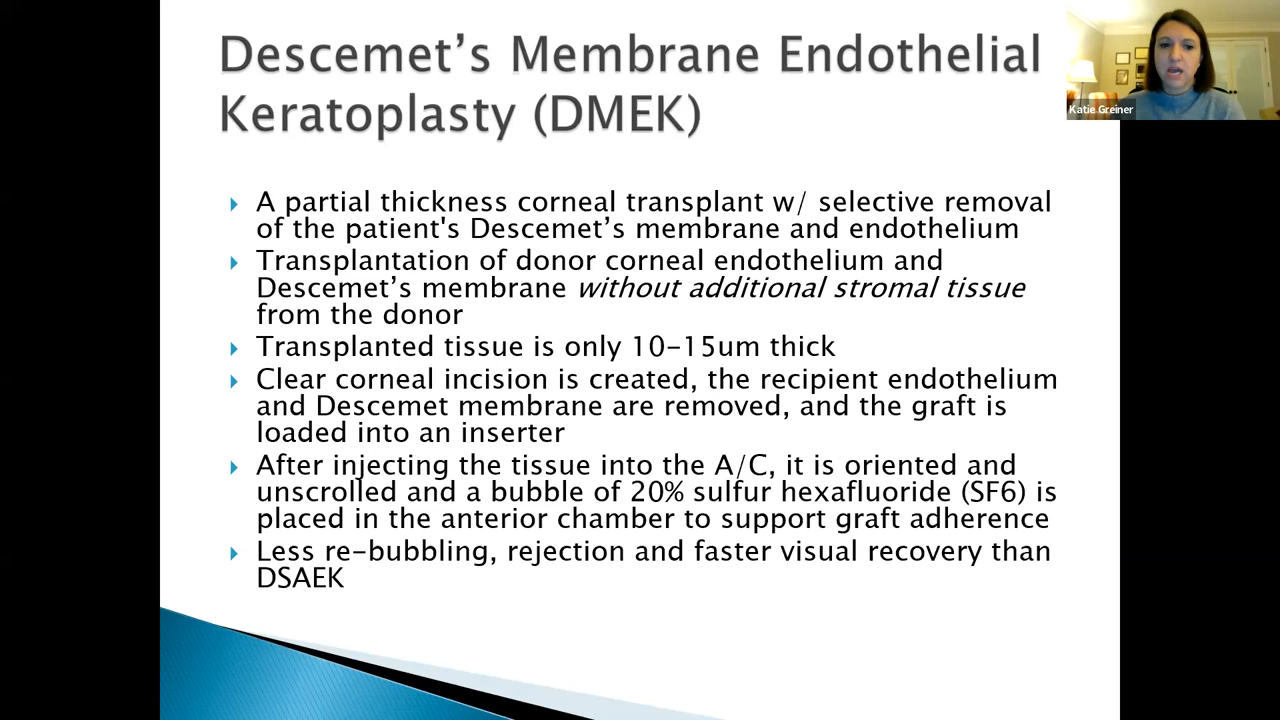 Descemet’s Membrane Endothelial
Keratoplasty (DMEK)
Katie Greiner
A partial thickness corneal transplant w/ selective removal
of the patient's Descemet’s membrane and endothelium
Transplantation of donor corneal endothelium and
Descemet’s membrane without additional stromal tissue
from the donor
Transplanted tissue is only 10-15um thick
Clear corneal incision is created, the recipient endothelium
and Descemet membrane are removed, and the graft is
loaded into an inserter
After injecting the tissue into the A/C, it is oriented and
unscrolled and a bubble of 20% sulfur hexafluoride (SF6) is
placed in the anterior chamber to support graft adherence
Less re-bubbling, rejection and faster visual recovery than
DSAEK